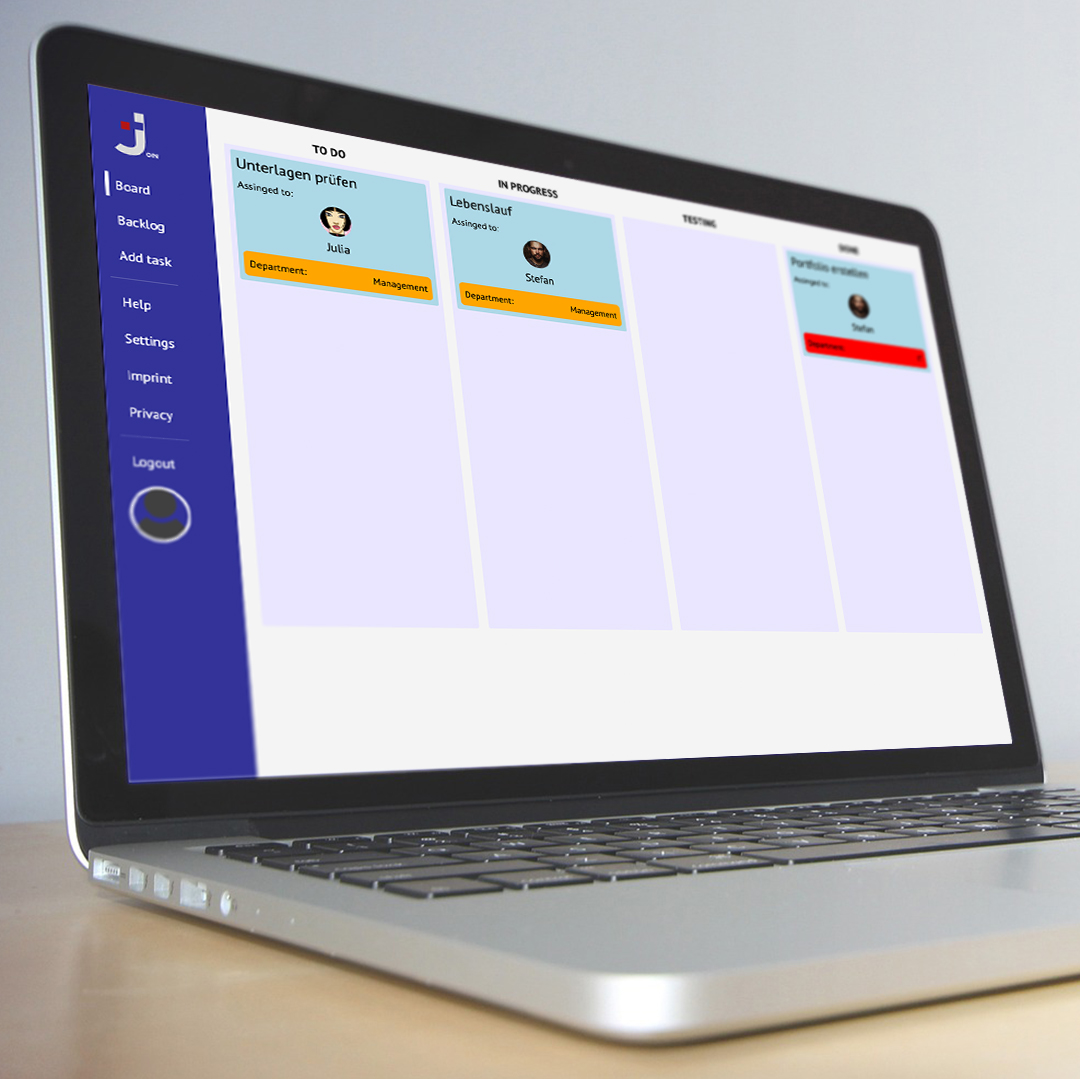 J
OIN
Board
Backlog
Add task
Help
Settings
Imprint
Privacy
Logout
TO DO
Unterlagen prüfen
Assinged to:
Julia
Department:
Management
IN PROGRESS
Lebenslauf
Assinged to:
Stefan
Department:
Management
TESTING
DONE
Portfolio erstellen
Assinged to:
Stefan
Department: